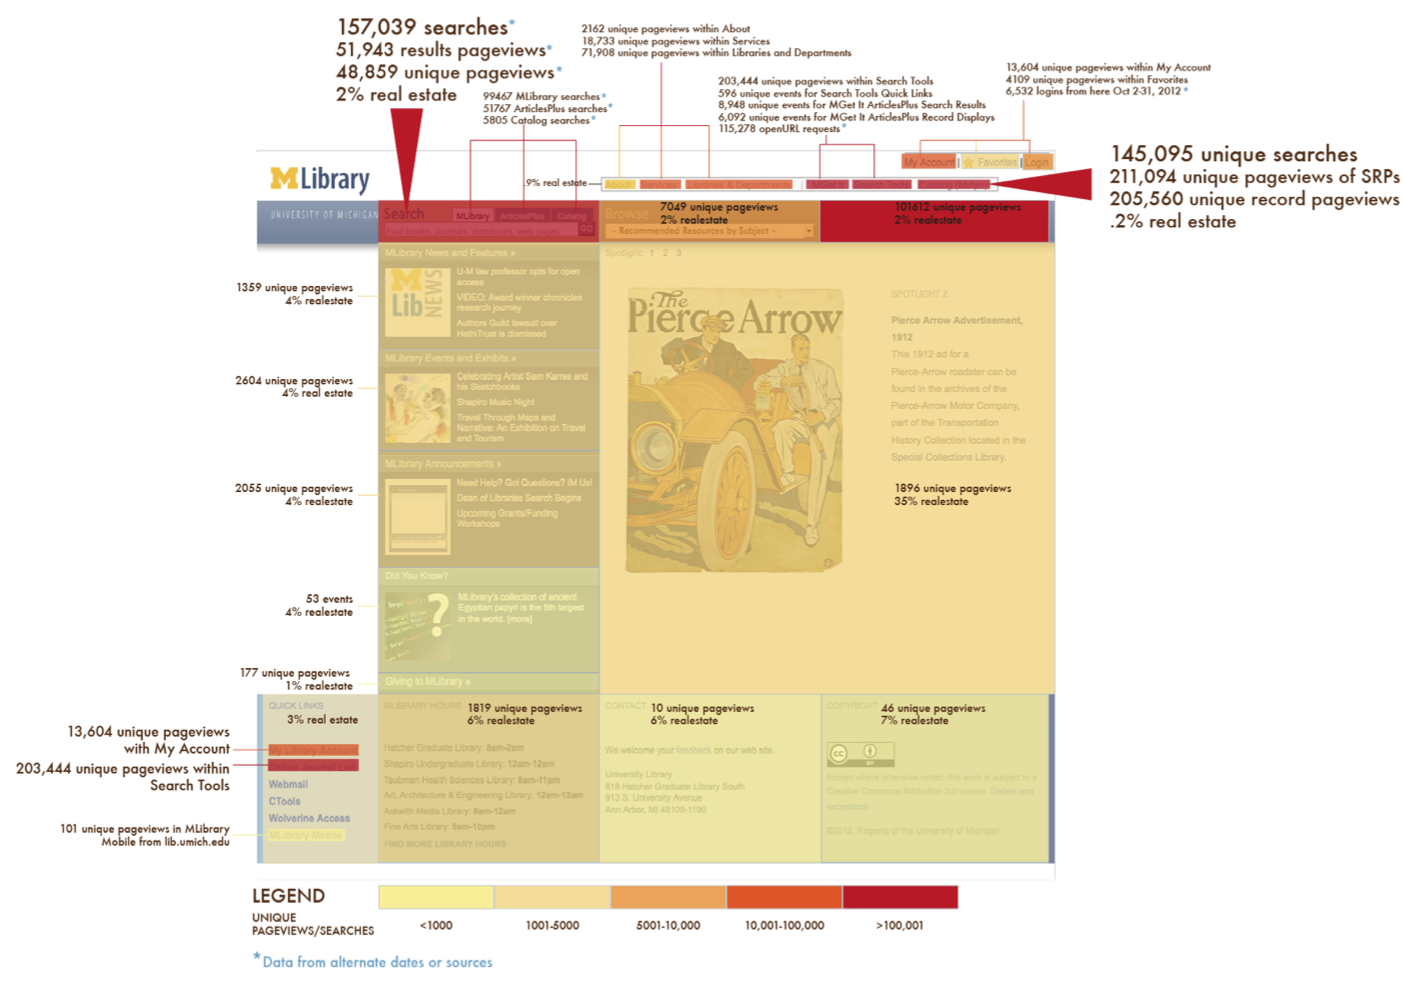 157,039 searches*
51,943 results pageviews*
48,859 unique pageviews*
2% real estate
99467 MLibrary searches*
51767 ArticlesPlus searches*
5805 Catalog searches*
2162 unique pageviews within About
18,733 unique pageviews within Services
71,908 unique pageviews within Libraries and Departments
203,444 unique pageviews within Search Tools
596 unique events for Search Tools Quick Links
8,948 unique events for MGet It ArticlesPlus Search Results
6,092 unique events for MGet It ArticlesPlus Record Displays
115,278 openURL requests*
13,604 unique pageviews within My Account
4109 unique pageviews within Favorites
6,532 logins from here Oct 2-31, 2012 *
145,095 unique searches
211,094 unique pageviews of SRPs
205,560 unique record pageviews
.2% real estate
My Account | Favorites | Login
MLibrary
.9% real estate
About Services Libraries & Departments | MGet It Search Tools Catalog (Mirlyn)
UNIVERSITY OF MICHIGAN
Search MLibrary ArticlesPlus Catalog
Find books, journals, databases, web pages GO
Browse
7049 unique pageviews
2% realestate
- Recommended Resources by Subject -
101612 unique pageviews
2% realestate
MLibrary News and Features »
M Lib NEWS
U-M law professor opts for open
access
VIDEO: Award winner chronicles
research journey
Authors Guild lawsuit over
HathiTrust is dismissed
1359 unique pageviews
4% realestate
MLibrary Events and Exhibits »
Celebrating Artist Sam Karres and
his Sketchbooks
Shapiro Music Night
Travel Through Maps and
Narrative: An Exhibition on Travel
and Tourism
2604 unique pageviews
4% real estate
MLibrary Announcements »
Need Help? Got Questions? IM Us!
Dean of Libraries Search Begins
Upcoming Grants/Funding
Workshops
2055 unique pageviews
4% realestate
Did You Know?
MLibrary's collection of ancient
Egyptian papyri is the 5th largest
in the world. [more]
?
53 events
4% realestate
177 unique pageviews
1% realestate
Giving to MLibrary »
Spotlight: 1 2 3
The
Pierce Arrow
SPOTLIGHT 2
Pierce Arrow Advertisement,
1912
This 1912 ad for a
Pierce-Arrow roadster can be
found in the archives of the
Pierce-Arrow Motor Company,
part of the Transportation
History Collection located in the
Special Collections Library.
1896 unique pageviews
35% realestate
QUICK LINKS
3% real estate
My Library Account
Online Journal List
Webmail
CTools
Wolverine Access
MLibrary Mobile
13,604 unique pageviews
with My Account
203,444 unique pageviews within
Search Tools
101 unique pageviews in MLibrary
Mobile from lib.umich.edu
MLIBRARY HOURS
1819 unique pageviews
6% realestate
Hatcher Graduate Library: 8am-2am
Shapiro Undergraduate Library: 12am-12am
Taubman Health Sciences Library: 8am-11pm
Art, Architecture & Engineering Library: 12am-12am
Askwith Media Library: 8am-12am
Fine Arts Library: 8am-10pm
FIND MORE LIBRARY HOURS
CONTACT
10 unique pageviews
6% realestate
We welcome your feedback on our web site.
University Library
818 Hatcher Graduate Library South
913 S. University Avenue
Ann Arbor, MI 48109-1190
COPYRIGHT
46 unique pageviews
7% realestate
cc BY
Except where otherwise noted, this work is subject to a
Creative Commons Attribution 3.0 license. Details and
exceptions.
©2012, Regents of the University of Michigan
LEGEND
UNIQUE
PAGEVIEWS/SEARCHES
<1000
1001-5000
5001-10,000
10,001-100,000
>100,001
*Data from alternate dates or sources